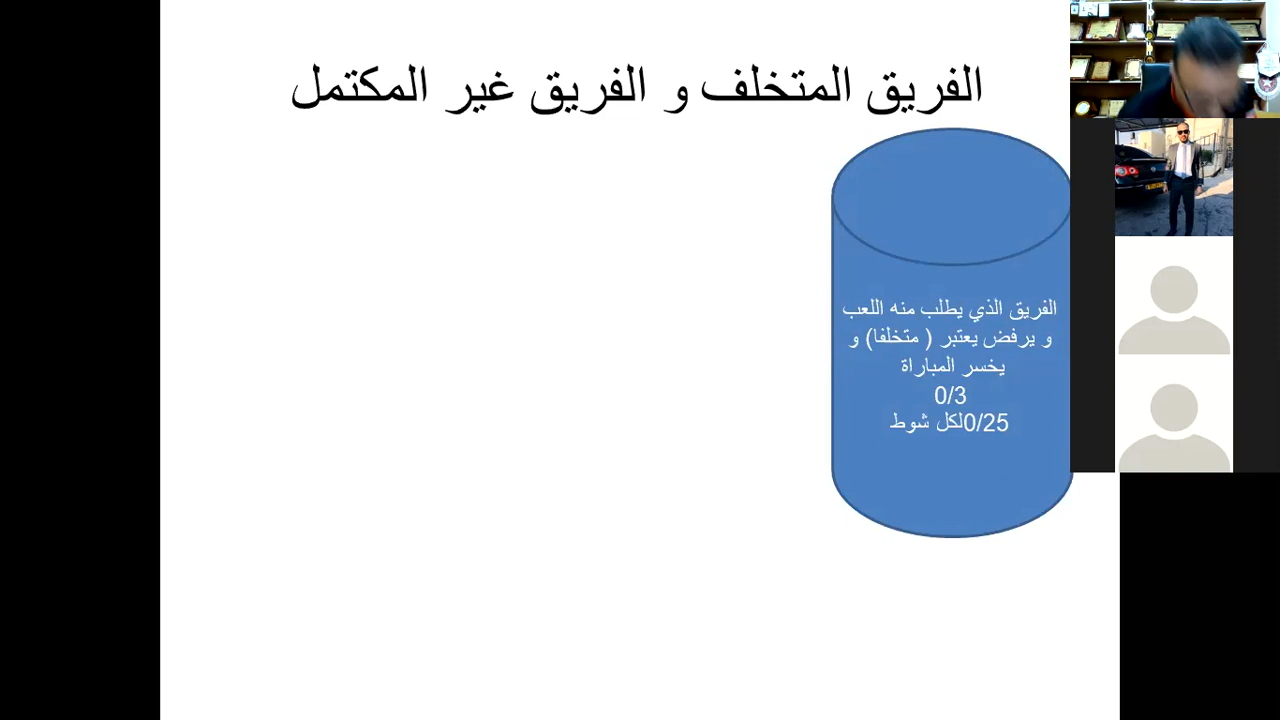 الفريق المتخلف و الفريق غير المكتمل
الفريق الذي يطلب منه اللعب
و يرفض يعتبر ( متخلفا) و
يخسر المباراة
0/3
0/25لكل شوط